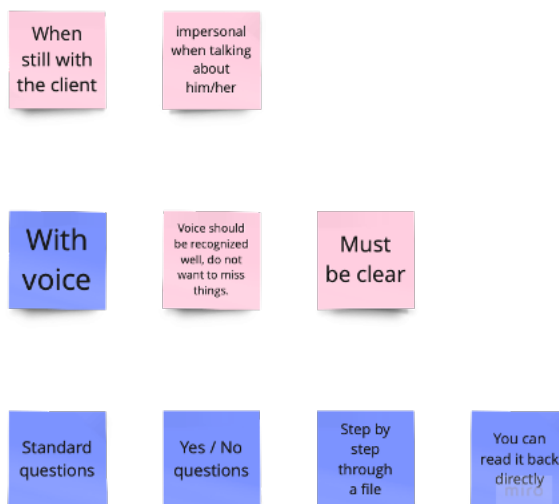 When
still with
the client
impersonal
when talking
about
him/her
With
voice
Voice should
be recognized
well, do not
want to miss
things.
Must
be clear
Standard
questions
Yes / No
questions
Step by
step
through
a file
You can
read it back
directly
miro